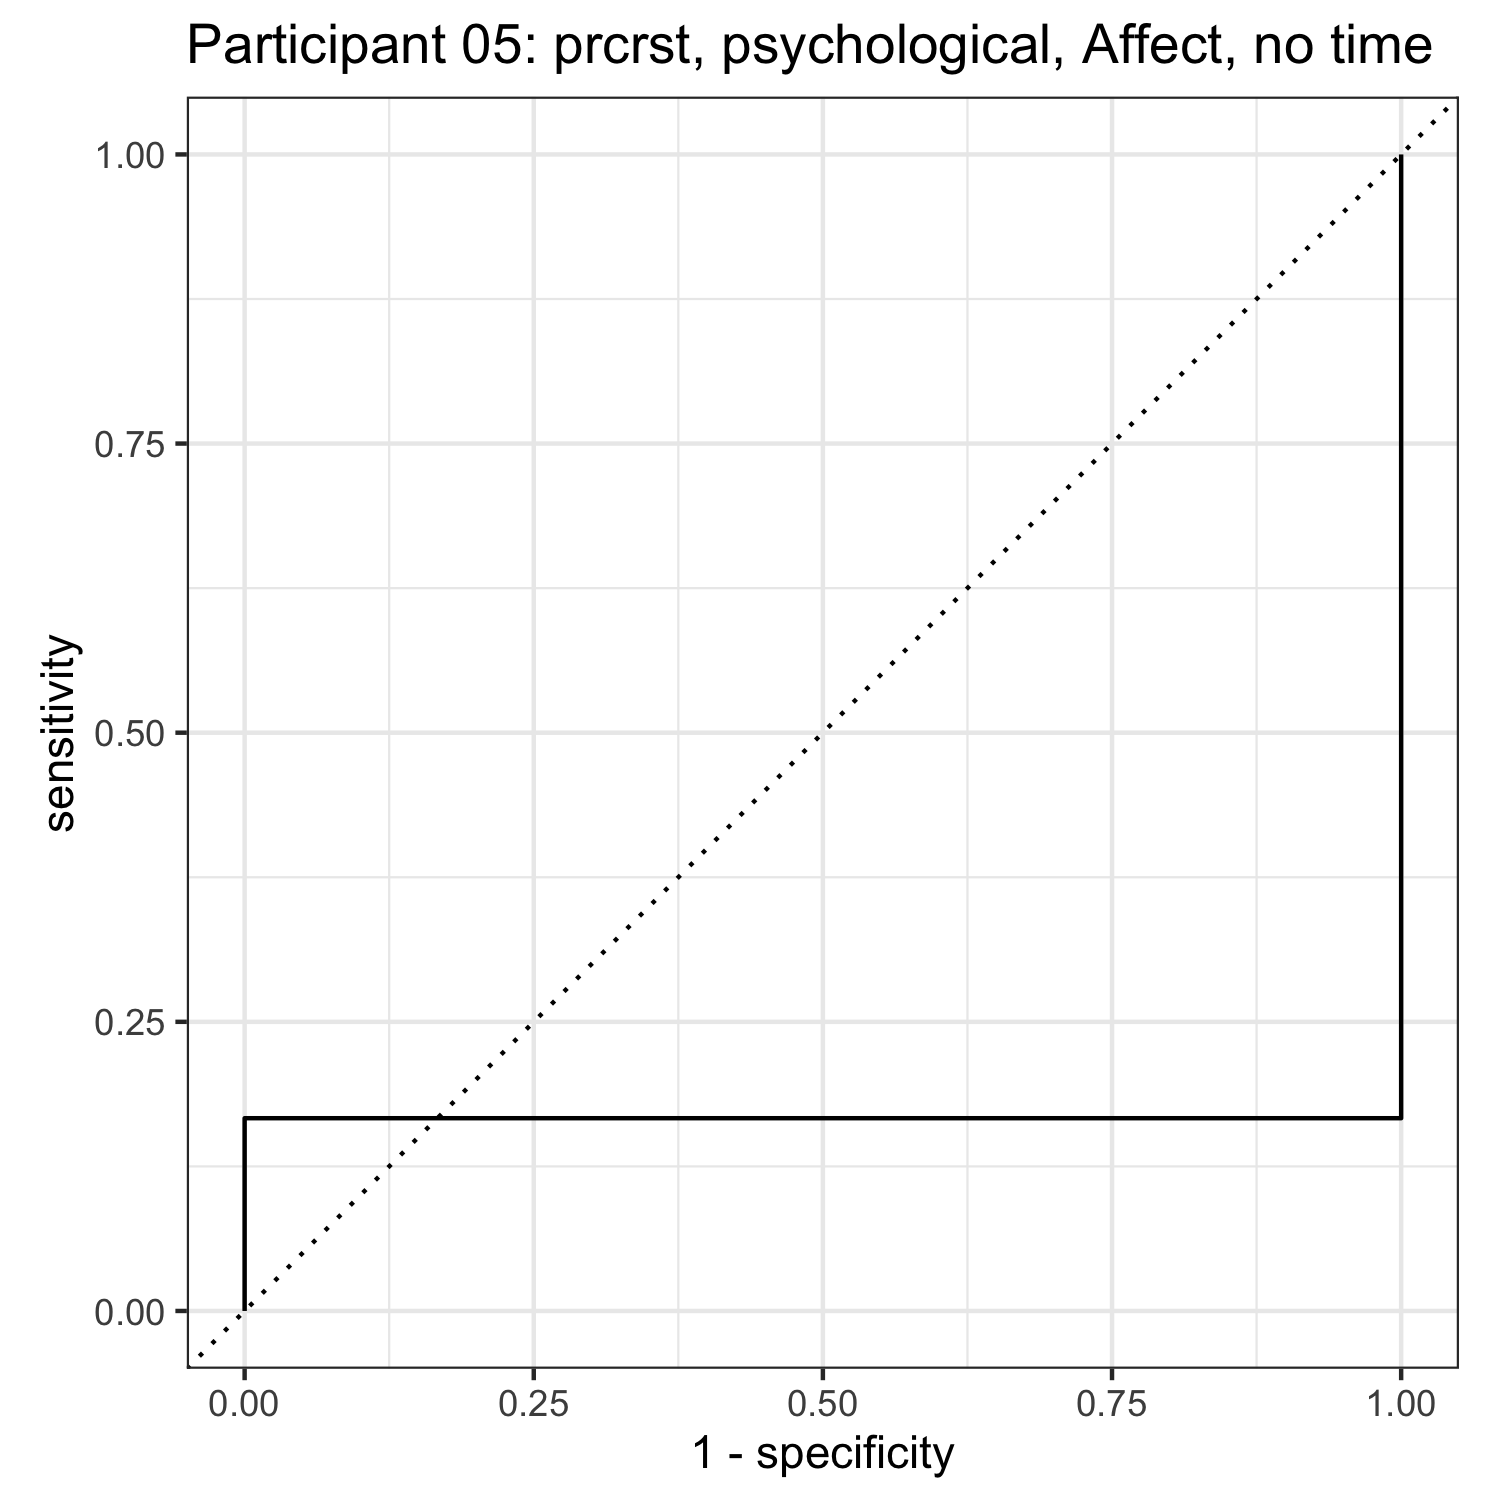 Participant 05: prcrst, psychological, Affect, no time
1.00
0.75
0.50
0.25
0.00
sensitivity
0.00 0.25 0.50 0.75 1.00
1 - specificity